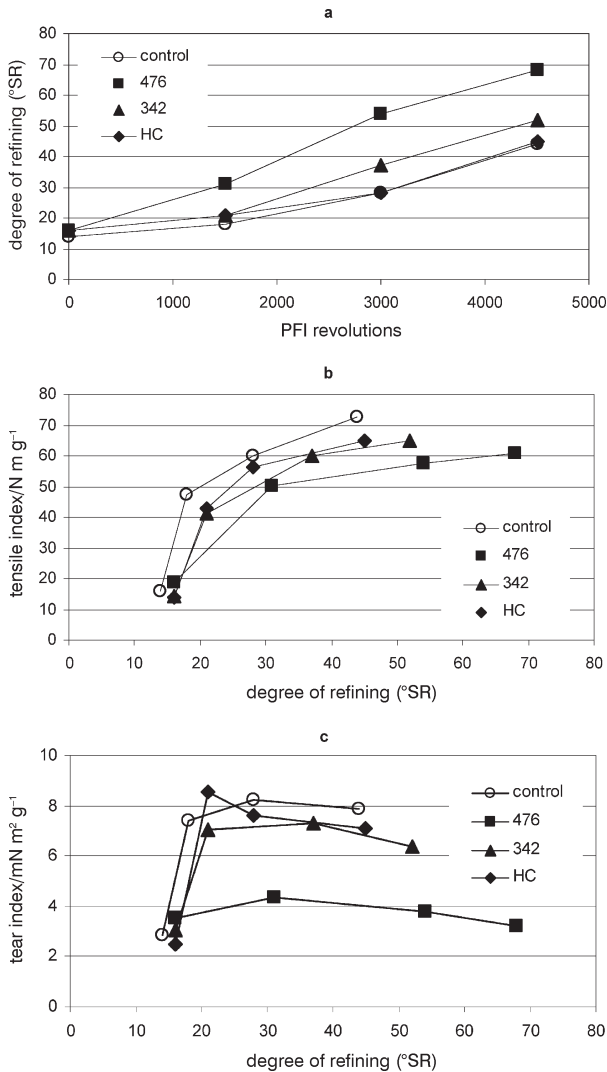 a
degree of refining (°SR)
80
70
60
50
40
30
20
10
0
control
476
342
HC
0 1000 2000 3000 4000 5000
PFI revolutions
b
tensile index/N m g⁻¹
80
70
60
50
40
30
20
10
0
control
476
342
HC
0 10 20 30 40 50 60 70 80
degree of refining (°SR)
c
tear index/mN m² g⁻¹
10
8
6
4
2
0
control
476
342
HC
0 10 20 30 40 50 60 70 80
degree of refining (°SR)